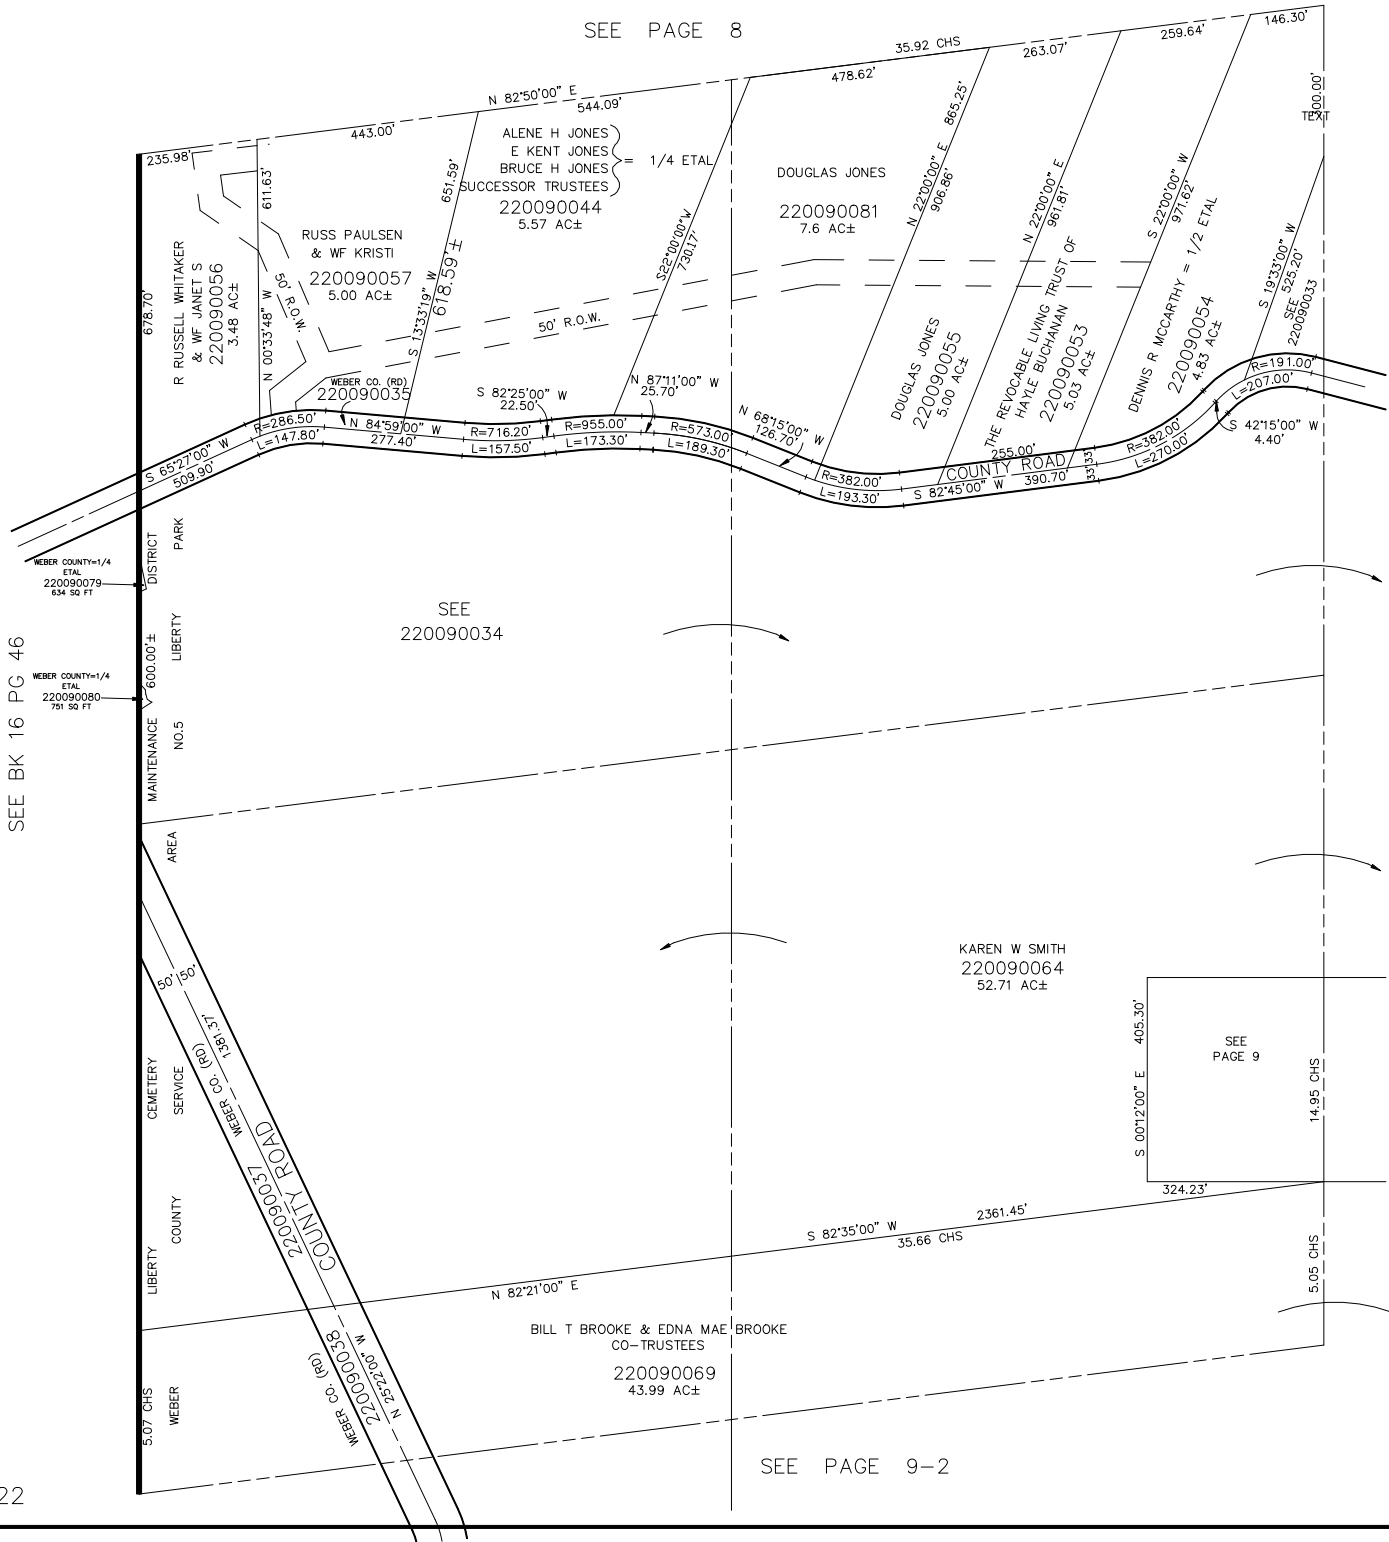 SEE PAGE 8
35.92 CHS
146.30'
259.64'
263.07'
478.62'
N 82°50'00" E
544.09'
443.00'
235.98'
TEXT
ALENE H JONES
E KENT JONES
BRUCE H JONES
SUCCESSOR TRUSTEES
= 1/4 ETAL
220090044
5.57 AC±
DOUGLAS JONES
220090081
7.6 AC±
RUSS PAULSEN
& WF KRISTI
220090057
5.00 AC±
R RUSSELL WHITAKER
& WF JANET S
220090056
3.48 AC±
678.70'
611.63'
N 00°33'48" W
50' R.O.W.
651.59'
S 13°33'19" W
618.59'±
50' R.O.W.
S22°00'00"W
730.17'
865.25'
N 22°00'00" E
906.86'
N 22°00'00" E
961.81'
S 22°00'00" W
971.62'
S 19°33'00" W
525.20'
SEE
220090033
DOUGLAS JONES
220090055
5.00 AC±
THE REVOCABLE LIVING TRUST OF
HAYLE BUCHANAN
220090053
5.03 AC±
DENNIS R MCCARTHY = 1/2 ETAL
220090054
4.83 AC±
WEBER CO. (RD)
220090035
S 65°27'00" W
509.90'
R=286.50'
L=147.80'
N 84°59'00" W
277.40'
S 82°25'00" W
22.50'
R=716.20'
L=157.50'
R=955.00'
L=173.30'
N 87°11'00" W
25.70'
R=573.00'
L=189.30'
N 68°15'00" W
126.70'
R=382.00'
L=193.30'
255.00'
COUNTY ROAD
S 82°45'00" W 390.70'
33'
33'
R=382.00'
L=270.00'
S 42°15'00" W
4.40'
R=191.00'
L=207.00'
WEBER COUNTY=1/4
ETAL
220090079
634 SQ FT
WEBER COUNTY=1/4
ETAL
220090080
751 SQ FT
SEE BK 16 PG 46
600.00'±
DISTRICT
PARK
LIBERTY
MAINTENANCE
NO.5
AREA
SEE
220090034
50' 50'
1381.37'
WEBER CO. (RD)
220090037
COUNTY ROAD
CEMETERY
SERVICE
COUNTY
LIBERTY
WEBER
KAREN W SMITH
220090064
52.71 AC±
SEE
PAGE 9
S 00°12'00" E 405.30'
14.95 CHS
324.23'
S 82°35'00" W 2361.45'
35.66 CHS
N 82°21'00" E
5.05 CHS
BILL T BROOKE & EDNA MAE BROOKE
CO-TRUSTEES
220090069
43.99 AC±
220090038
WEBER CO. (RD)
N 25°22'00" W
5.07 CHS
SEE PAGE 9-2
22